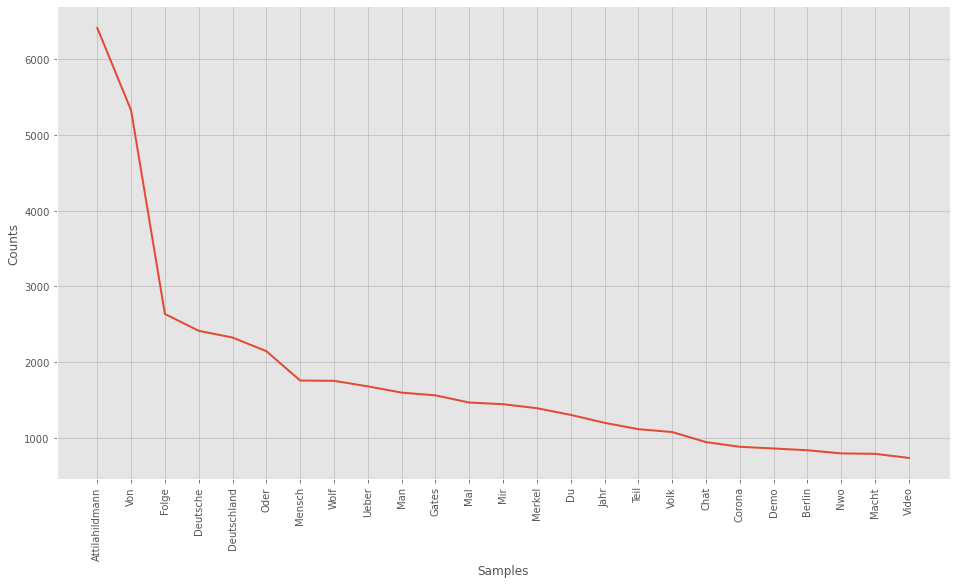 6000
5000
4000
3000
2000
1000
Counts
Attilahildmann
Von
Folge
Deutsche
Deutschland
Oder
Mensch
Wolf
Ueber
Man
Gates
Mal
Mir
Merkel
Du
Jahr
Teil
Volk
Chat
Corona
Demo
Berlin
Nwo
Macht
Video
Samples